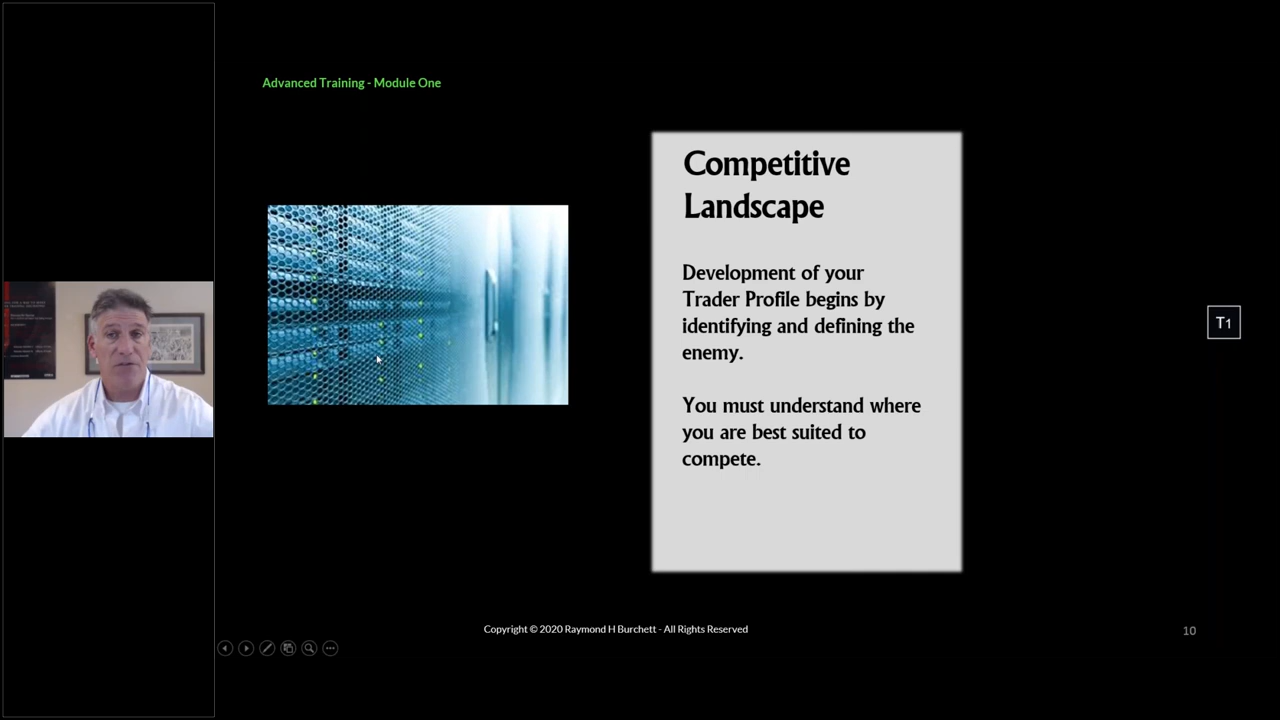 Advanced Training - Module One
Competitive
Landscape
Development of your
Trader Profile begins by
identifying and defining the
enemy.
You must understand where
you are best suited to
compete.
T1
Copyright © 2020 Raymond H Burchett - All Rights Reserved
10